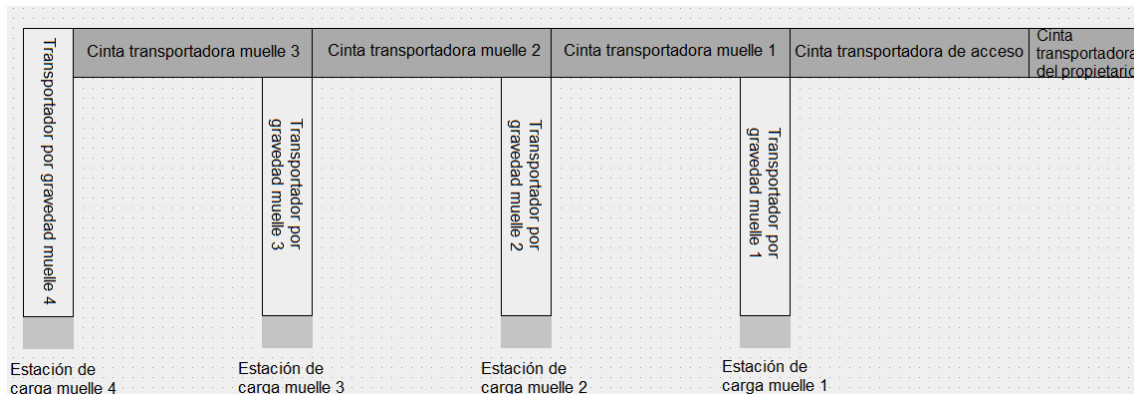 Transportador por gravedad muelle 4
Cinta transportadora muelle 3
Cinta transportadora muelle 2
Cinta transportadora muelle 1
Cinta transportadora de acceso
Cinta
transportadora
del propietario
Transportador por
gravedad muelle 3
Transportador por
gravedad muelle 2
Transportador por
gravedad muelle 1
Estación de
carga muelle 4
Estación de
carga muelle 3
Estación de
carga muelle 2
Estación de
carga muelle 1